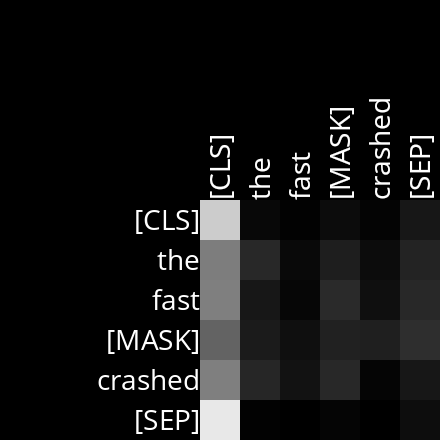 [CLS]
the
fast
[MASK]
crashed
[SEP]
[CLS]
the
fast
[MASK]
crashed
[SEP]